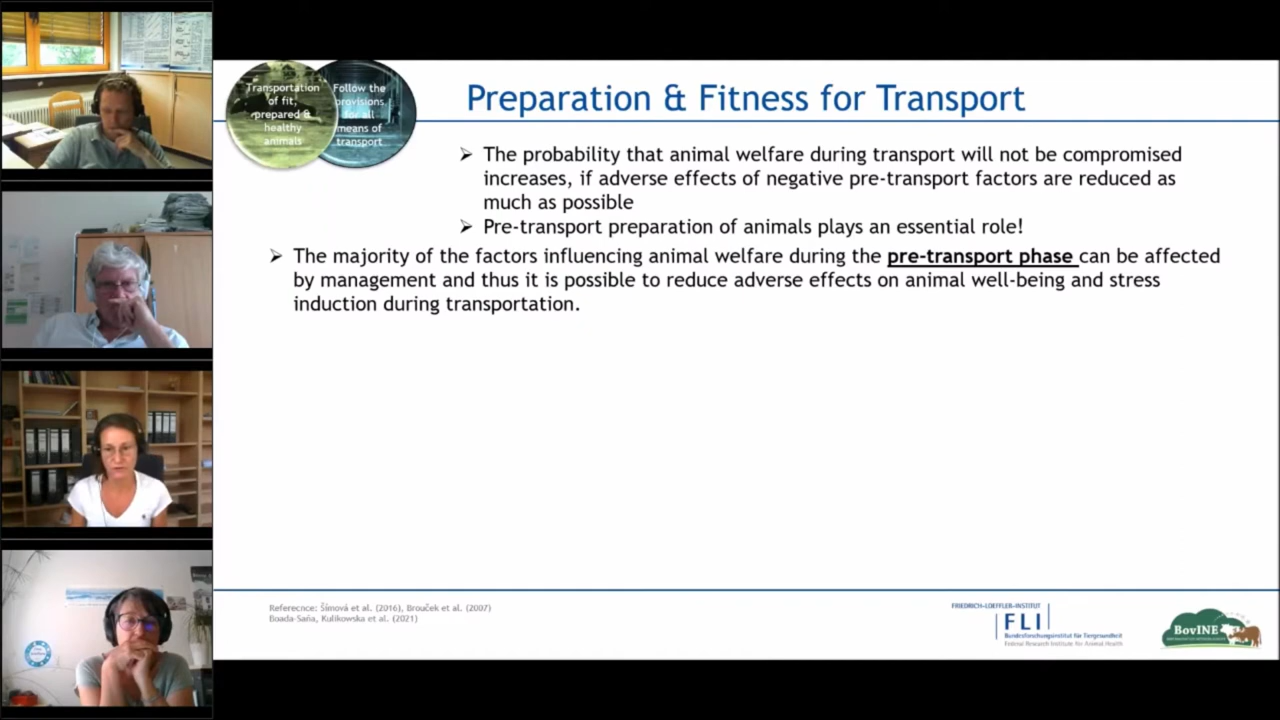 Transportation
of fit,
prepared &
healthy
animals
Follow the
provisions
for all
means of
transport
Preparation & Fitness for Transport
➢ The probability that animal welfare during transport will not be compromised
increases, if adverse effects of negative pre-transport factors are reduced as
much as possible
➢ Pre-transport preparation of animals plays an essential role!
➢ The majority of the factors influencing animal welfare during the pre-transport phase can be affected
by management and thus it is possible to reduce adverse effects on animal well-being and stress
induction during transportation.
Referecnce: Šímová et al. (2016), Brouček et al. (2007)
Boada-Saña, Kulikowska et al. (2021)
FRIEDRICH-LOEFFLER-INSTITUT
FLI
Bundesforschungsinstitut für Tiergesundheit
Federal Research Institute for Animal Health
BovINE